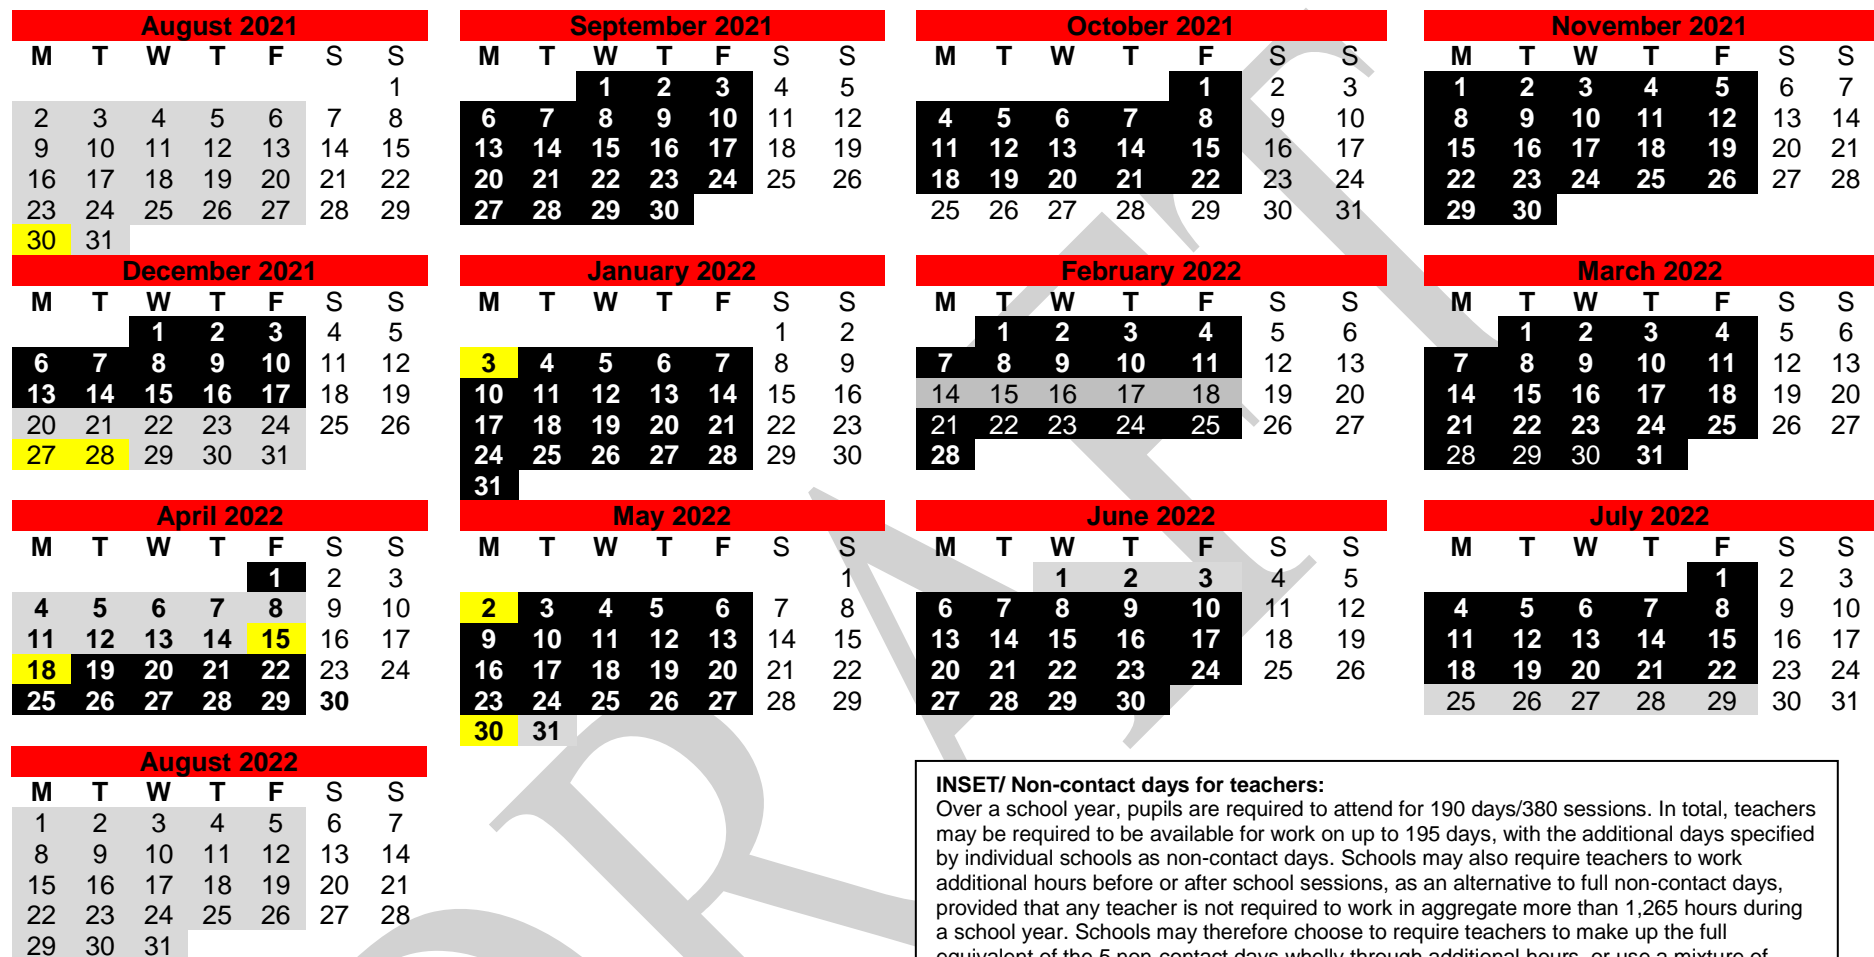 August 2021 September 2021 October 2021 November 2021
M T W T F S S M T W T F S S M T W T F S S M T W T F S S
1 1 2 3 4 5 1 2 3 1 2 3 4 5 6 7
2 3 4 5 6 7 8 6 7 8 9 10 11 12 4 5 6 7 8 9 10 8 9 10 11 12 13 14
9 10 11 12 13 14 15 13 14 15 16 17 18 19 11 12 13 14 15 16 17 15 16 17 18 19 20 21
16 17 18 19 20 21 22 20 21 22 23 24 25 26 18 19 20 21 22 23 24 22 23 24 25 26 27 28
23 24 25 26 27 28 29 27 28 29 30 25 26 27 28 29 30 31 29 30
30 31
December 2021 January 2022 February 2022 March 2022
M T W T F S S M T W T F S S M T W T F S S M T W T F S S
1 2 3 4 5 1 2 1 2 3 4 5 6 1 2 3 4 5 6
6 7 8 9 10 11 12 3 4 5 6 7 8 9 7 8 9 10 11 12 13 7 8 9 10 11 12 13
13 14 15 16 17 18 19 10 11 12 13 14 15 16 14 15 16 17 18 19 20 14 15 16 17 18 19 20
20 21 22 23 24 25 26 17 18 19 20 21 22 23 21 22 23 24 25 26 27 21 22 23 24 25 26 27
27 28 29 30 31 24 25 26 27 28 29 30 28 28 29 30 31
31
April 2022 May 2022 June 2022 July 2022
M T W T F S S M T W T F S S M T W T F S S M T W T F S S
1 2 3 1 1 2 3 4 5 1 2 3
4 5 6 7 8 9 10 2 3 4 5 6 7 8 6 7 8 9 10 11 12 4 5 6 7 8 9 10
11 12 13 14 15 16 17 9 10 11 12 13 14 15 13 14 15 16 17 18 19 11 12 13 14 15 16 17
18 19 20 21 22 23 24 16 17 18 19 20 21 22 20 21 22 23 24 25 26 18 19 20 21 22 23 24
25 26 27 28 29 30 23 24 25 26 27 28 29 27 28 29 30 25 26 27 28 29 30 31
30 31
August 2022
M T W T F S S
1 2 3 4 5 6 7
8 9 10 11 12 13 14
15 16 17 18 19 20 21
22 23 24 25 26 27 28
29 30 31
INSET/ Non-contact days for teachers:
Over a school year, pupils are required to attend for 190 days/380 sessions. In total, teachers
may be required to be available for work on up to 195 days, with the additional days specified
by individual schools as non-contact days. Schools may also require teachers to work
additional hours before or after school sessions, as an alternative to full non-contact days,
provided that any teacher is not required to work in aggregate more than 1,265 hours during
a school year. Schools may therefore choose to require teachers to make up the full
equivalent of the 5 non-contact days wholly through additional hours, or use a mixture of
DRAFT